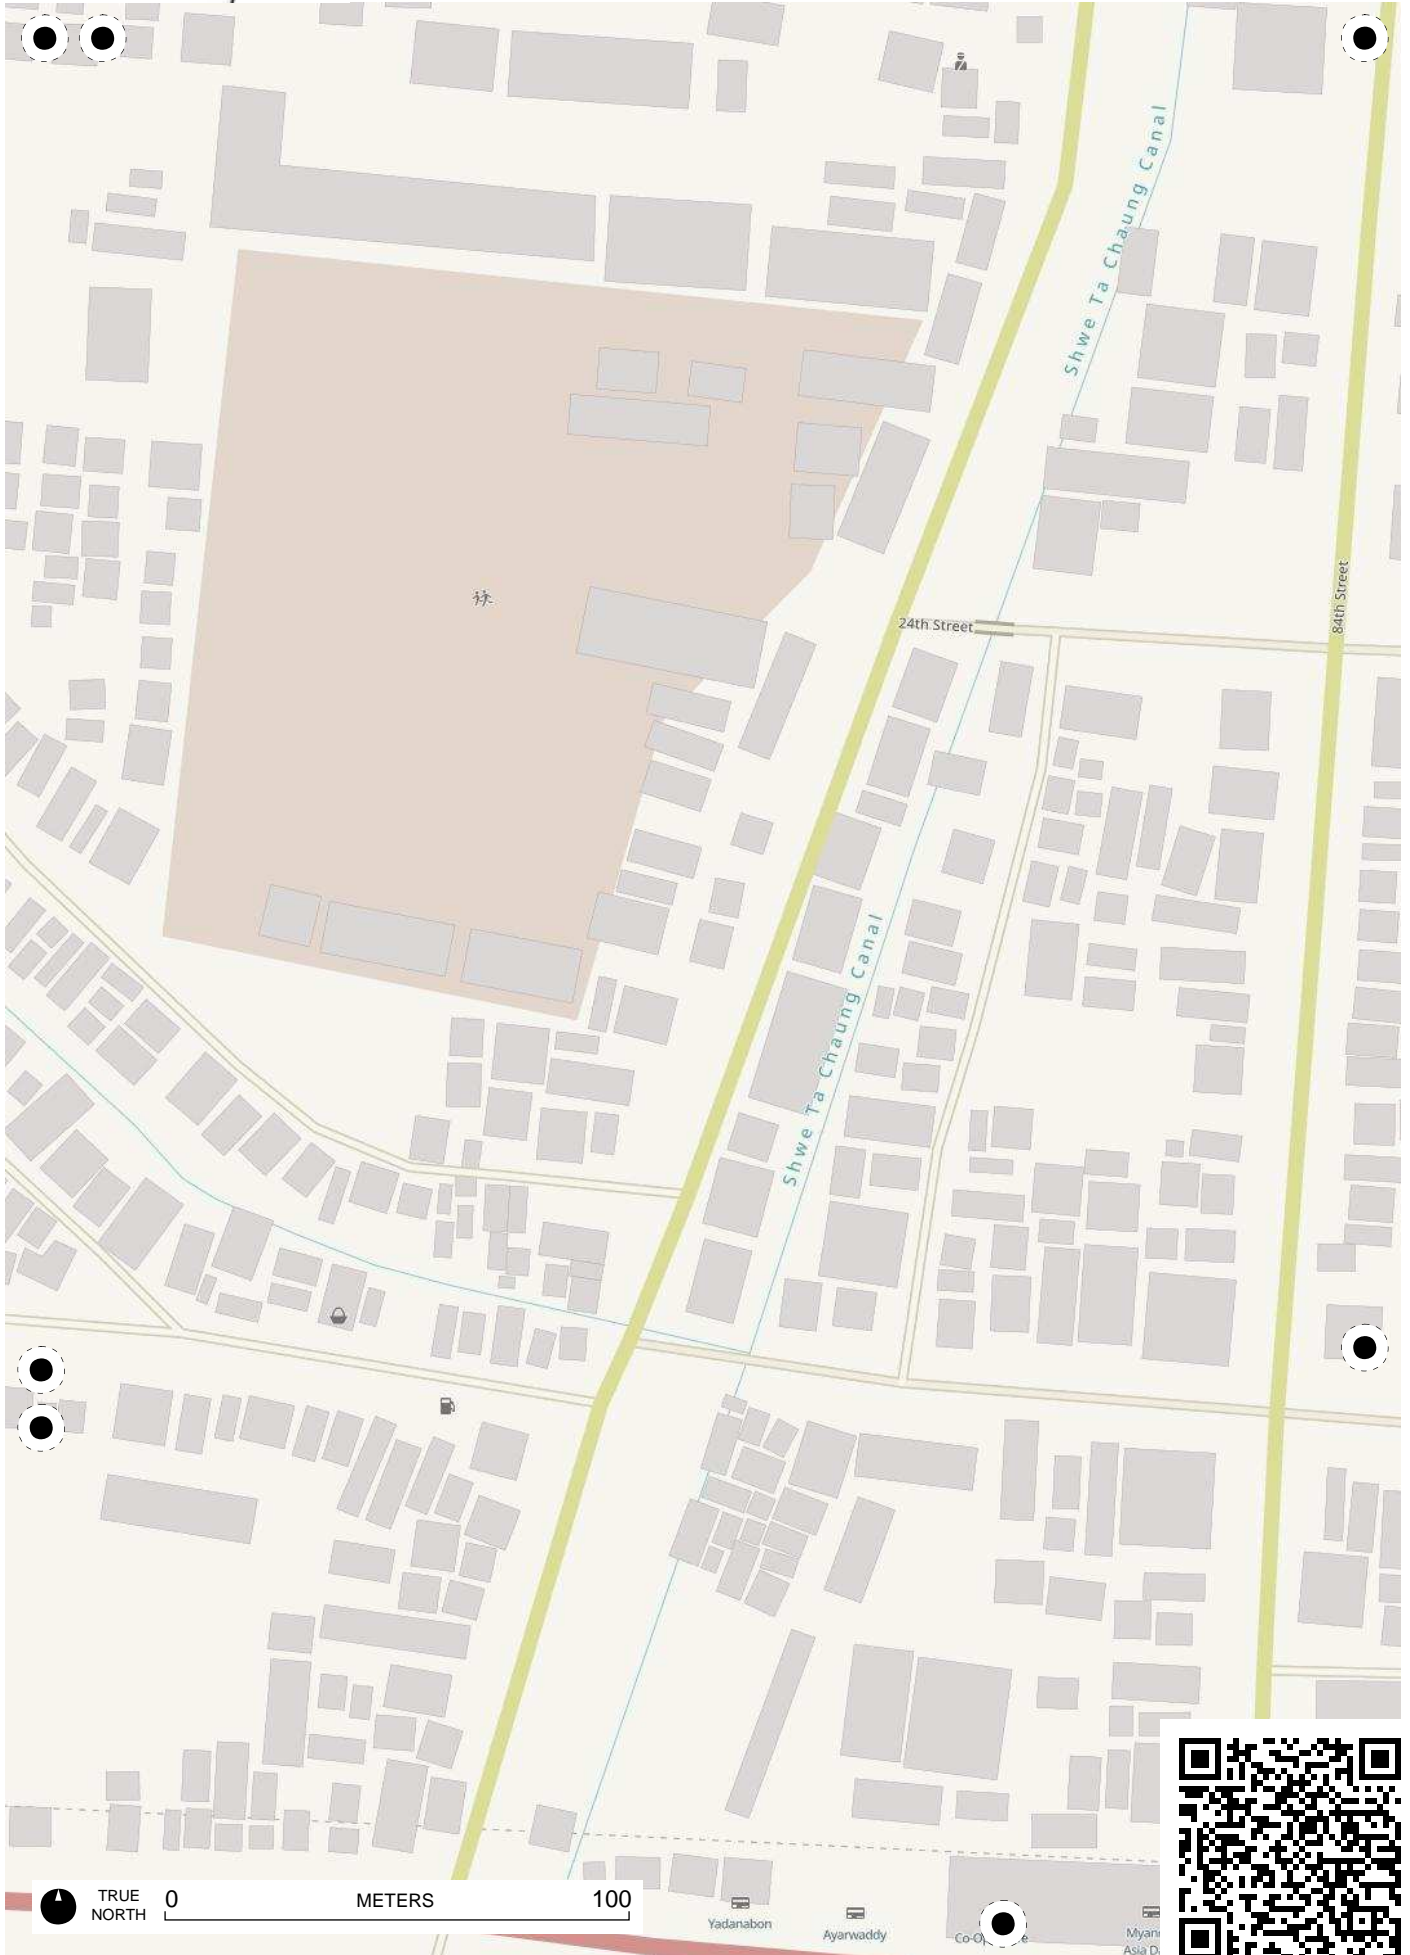 Shwe Ta Chaung Canal
84th Street
24th Street
Shwe Ta Chaung Canal
TRUE
NORTH
0
METERS
100
Yadanabon
Ayarwaddy